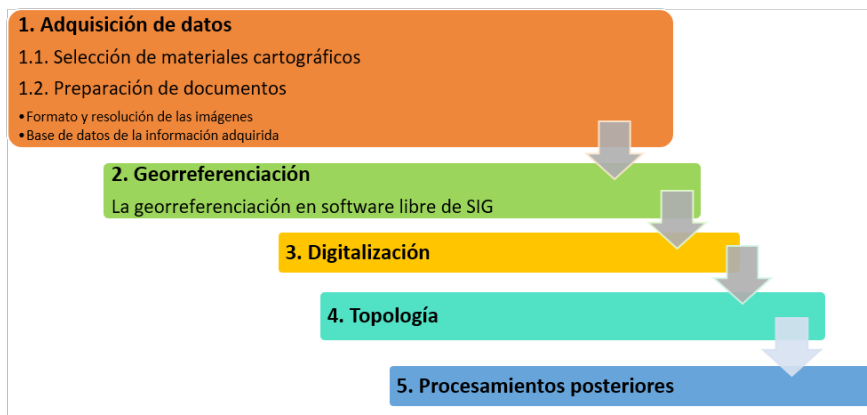 1. Adquisición de datos
1.1. Selección de materiales cartográficos
1.2. Preparación de documentos
•Formato y resolución de las imágenes
•Base de datos de la información adquirida
2. Georreferenciación
La georreferenciación en software libre de SIG
3. Digitalización
4. Topología
5. Procesamientos posteriores